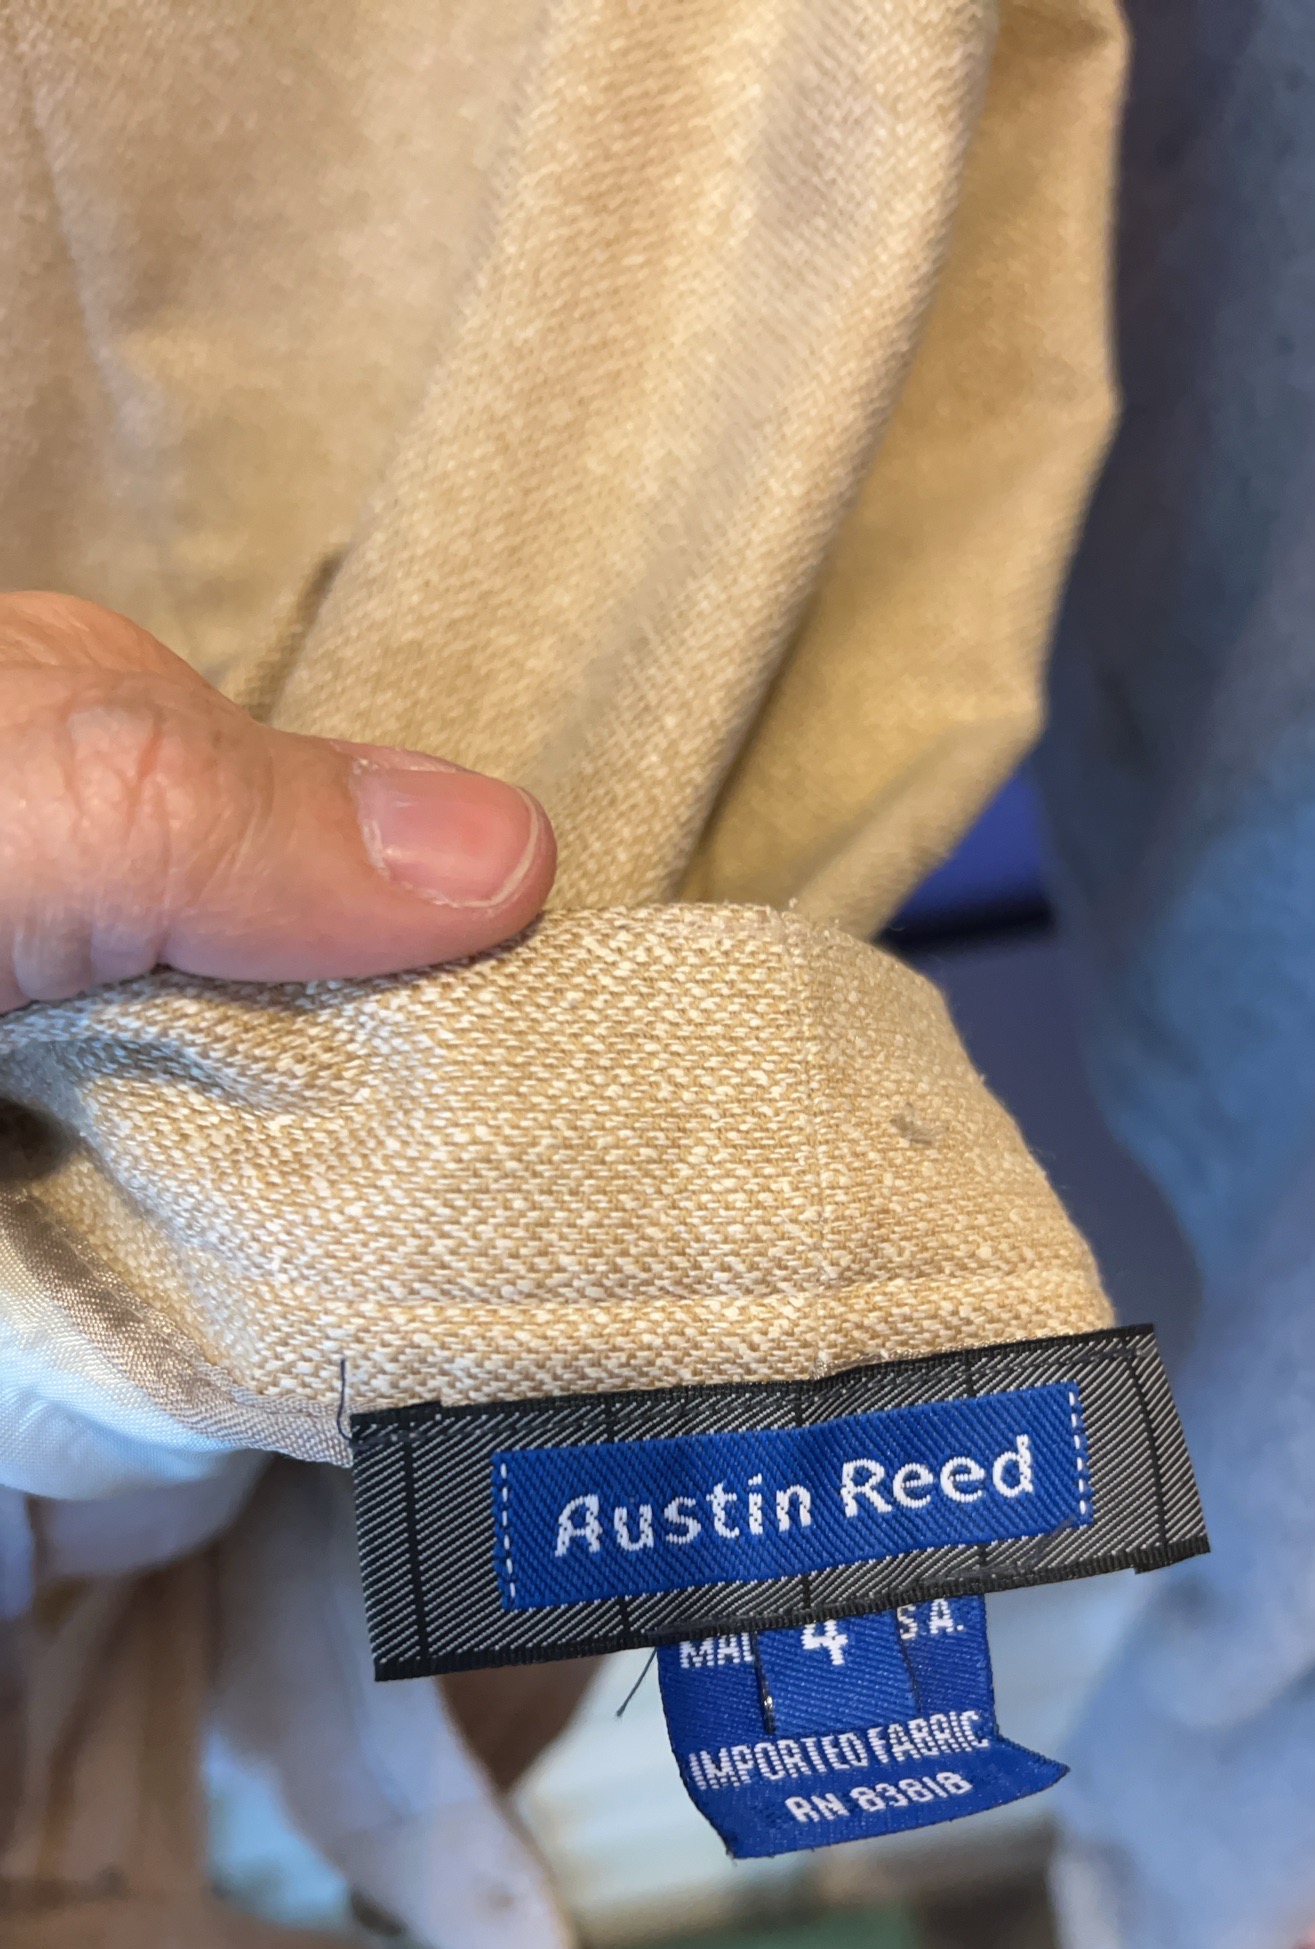 Austin Reed
4
S.A.
IMPORTED FABRIC
RN 83818